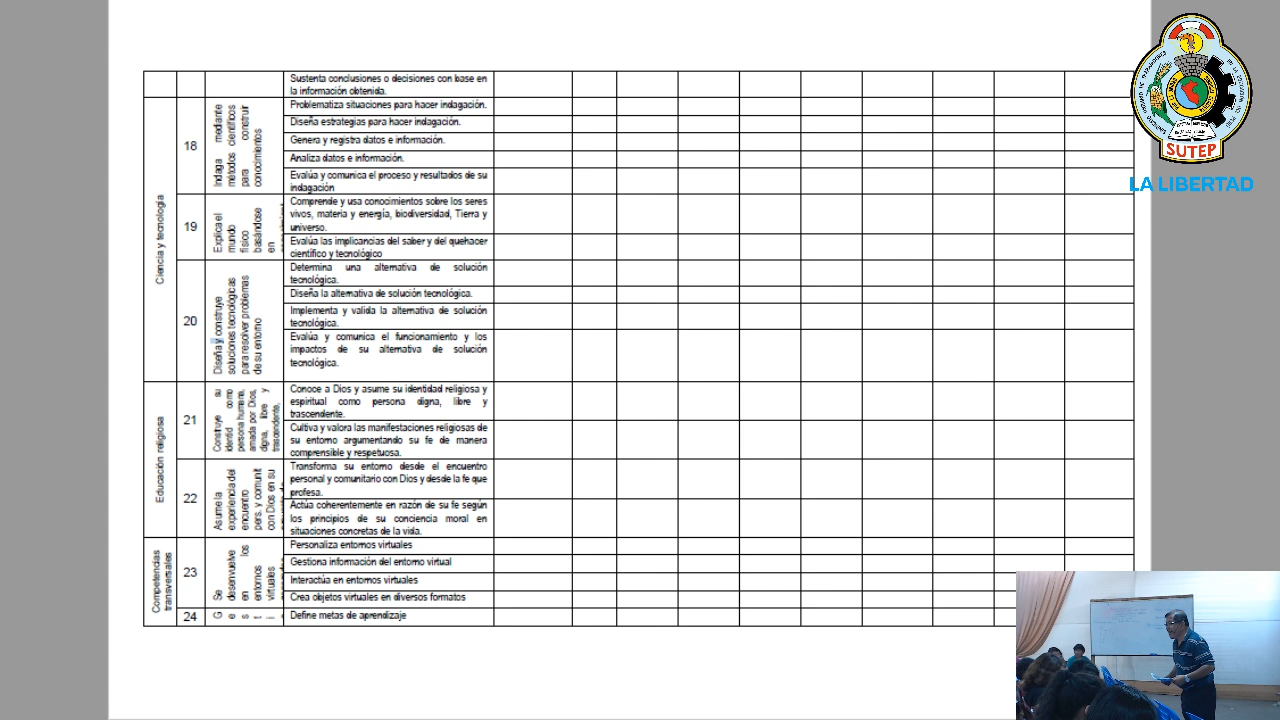 Sustenta conclusiones o decisiones con base en
la información obtenida.
Ciencia y tecnología
18
Indaga mediante
métodos científicos
para construir
conocimientos
Problematiza situaciones para hacer indagación.
Diseña estrategias para hacer indagación.
Genera y registra datos e información.
Analiza datos e información.
Evalúa y comunica el proceso y resultados de su
indagación
19
Explica el
mundo
físico
basándose
en
Comprende y usa conocimientos sobre los seres
vivos, materia y energía, biodiversidad, Tierra y
universo.
Evalúa las implicancias del saber y del quehacer
científico y tecnológico
20
Diseña y construye
soluciones tecnológicas
para resolver problemas
de su entorno
Determina una alternativa de solución
tecnológica.
Diseña la alternativa de solución tecnológica.
Implementa y valida la alternativa de solución
tecnológica.
Evalúa y comunica el funcionamiento y los
impactos de su alternativa de solución
tecnológica.
Educación religiosa
21
Construye su
identid como
persona humana,
amada por Dios,
digna, libre y
trascendente,
Conoce a Dios y asume su identidad religiosa y
espiritual como persona digna, libre y
trascendente.
Cultiva y valora las manifestaciones religiosas de
su entorno argumentando su fe de manera
comprensible y respetuosa.
22
Asume la
experiencia del
encuentro
pers. y comunit
con Dios en su
Transforma su entorno desde el encuentro
personal y comunitario con Dios y desde la fe que
profesa.
Actúa coherentemente en razón de su fe según
los principios de su conciencia moral en
situaciones concretas de la vida.
Competencias
transversales
23
Se
desenvuelve
en los
entornos
virtuales
Personaliza entornos virtuales
Gestiona información del entorno virtual
Interactúa en entornos virtuales
Crea objetos virtuales en diversos formatos
24
G
e
s
t
i
Define metas de aprendizaje
SUTEP
LA LIBERTAD